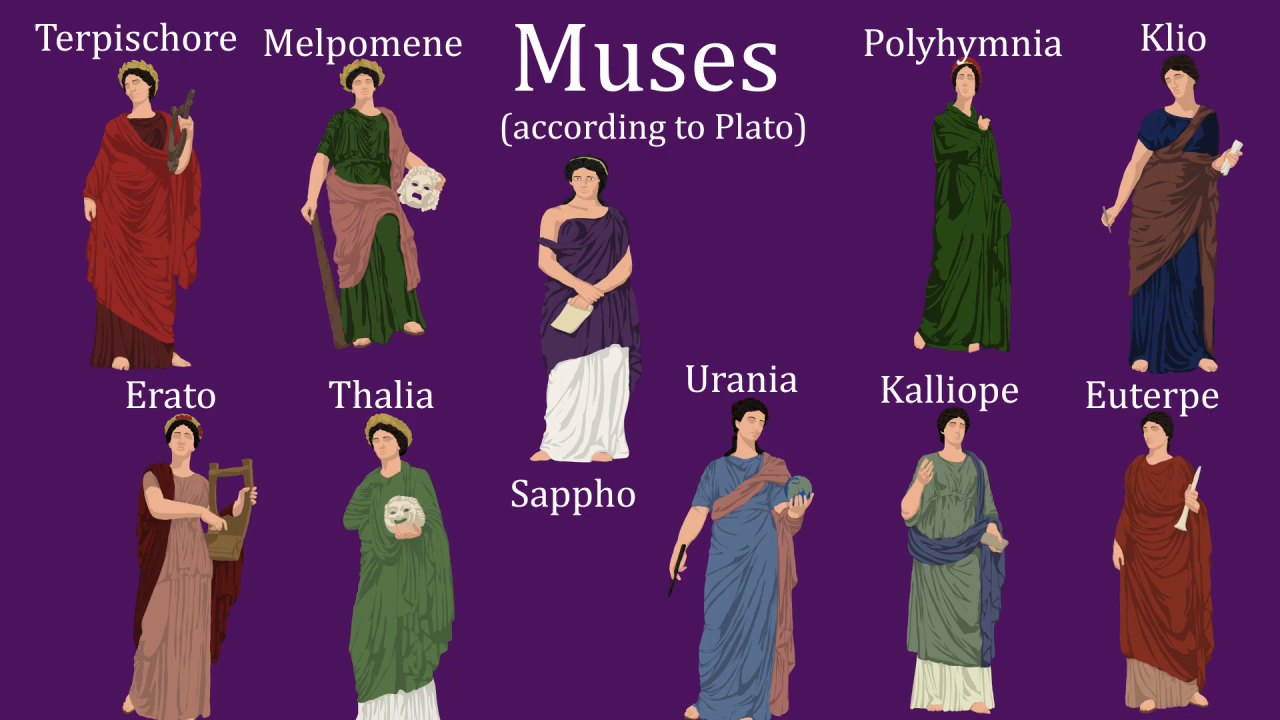 Terpischore
Melpomene
Muses
(according to Plato)
Polyhymnia
Klio
Erato
Thalia
Sappho
Urania
Kalliope
Euterpe